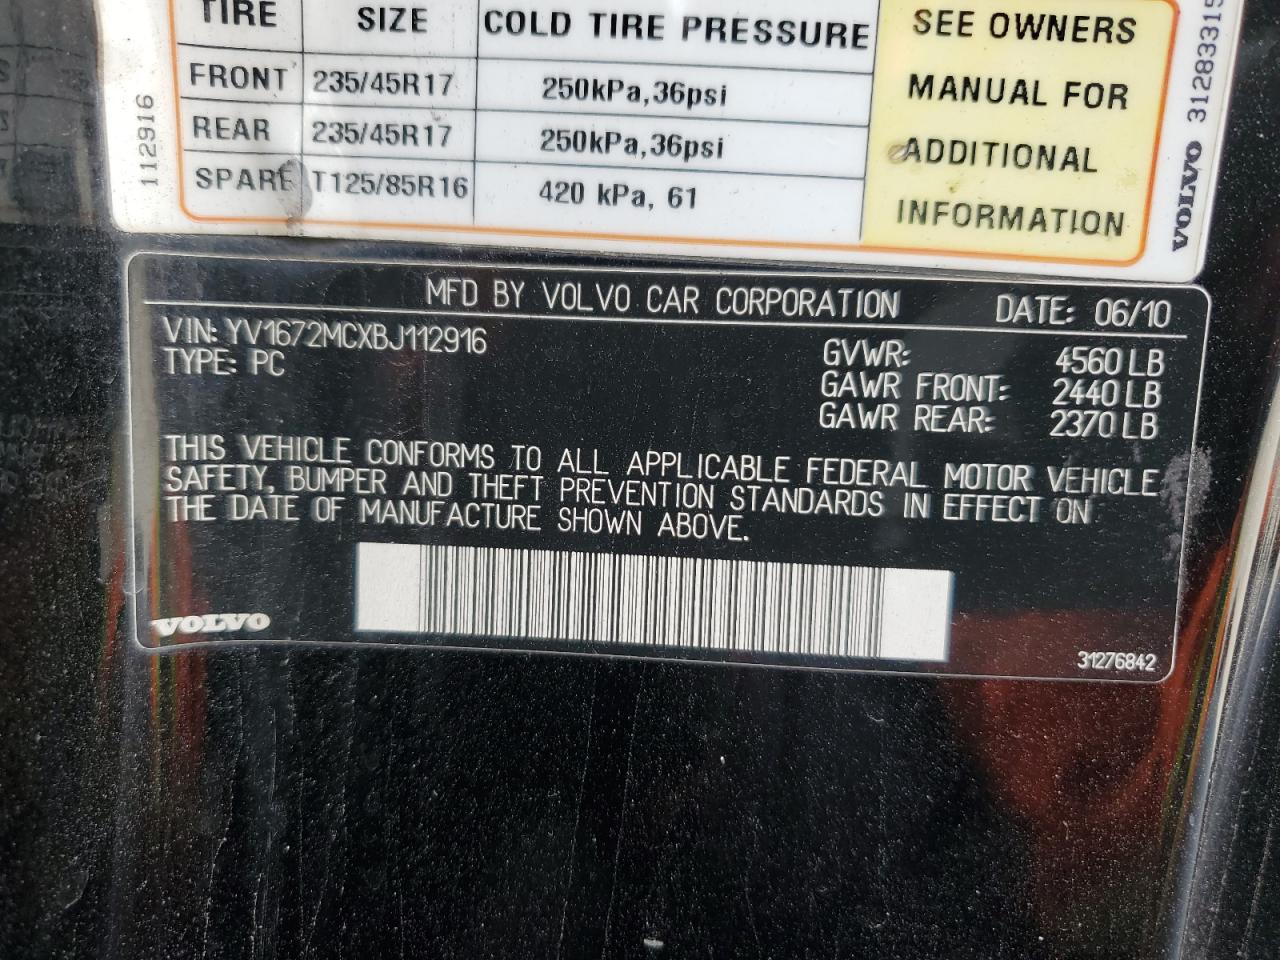 TIRE SIZE COLD TIRE PRESSURE
FRONT 235/45R17 250kPa,36psi
REAR 235/45R17 250kPa,36psi
SPARE T125/85R16 420 kPa, 61
SEE OWNERS
MANUAL FOR
ADDITIONAL
INFORMATION
112916
VOLVO 31283315
MFD BY VOLVO CAR CORPORATION DATE: 06/10
VIN: YV1672MCXBJ112916
TYPE: PC
GVWR: 4560 LB
GAWR FRONT: 2440 LB
GAWR REAR: 2370 LB
THIS VEHICLE CONFORMS TO ALL APPLICABLE FEDERAL MOTOR VEHICLE
SAFETY, BUMPER AND THEFT PREVENTION STANDARDS IN EFFECT ON
THE DATE OF MANUFACTURE SHOWN ABOVE.
VOLVO
31276842